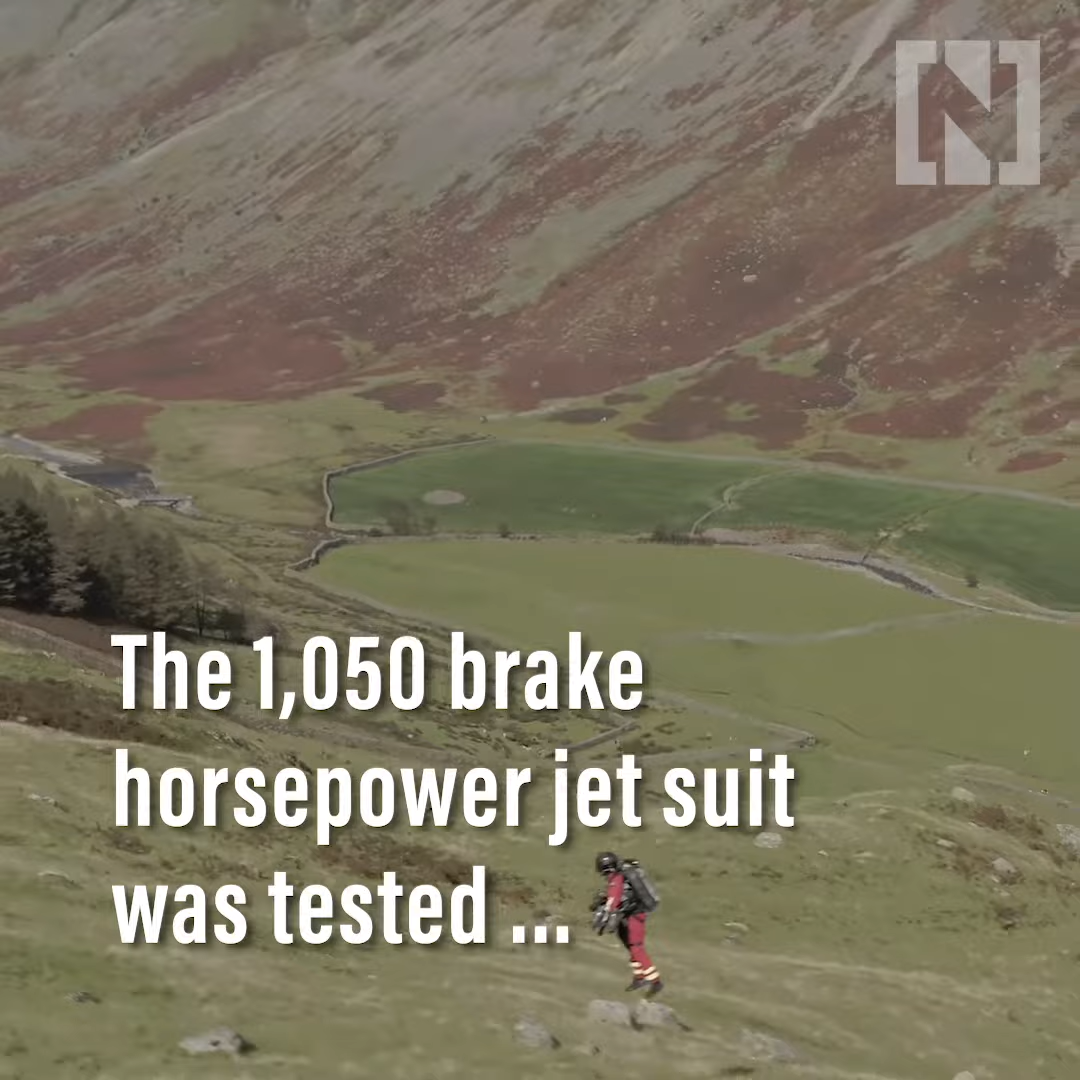 [N]
The 1,050 brake
horsepower jet suit
was tested ...